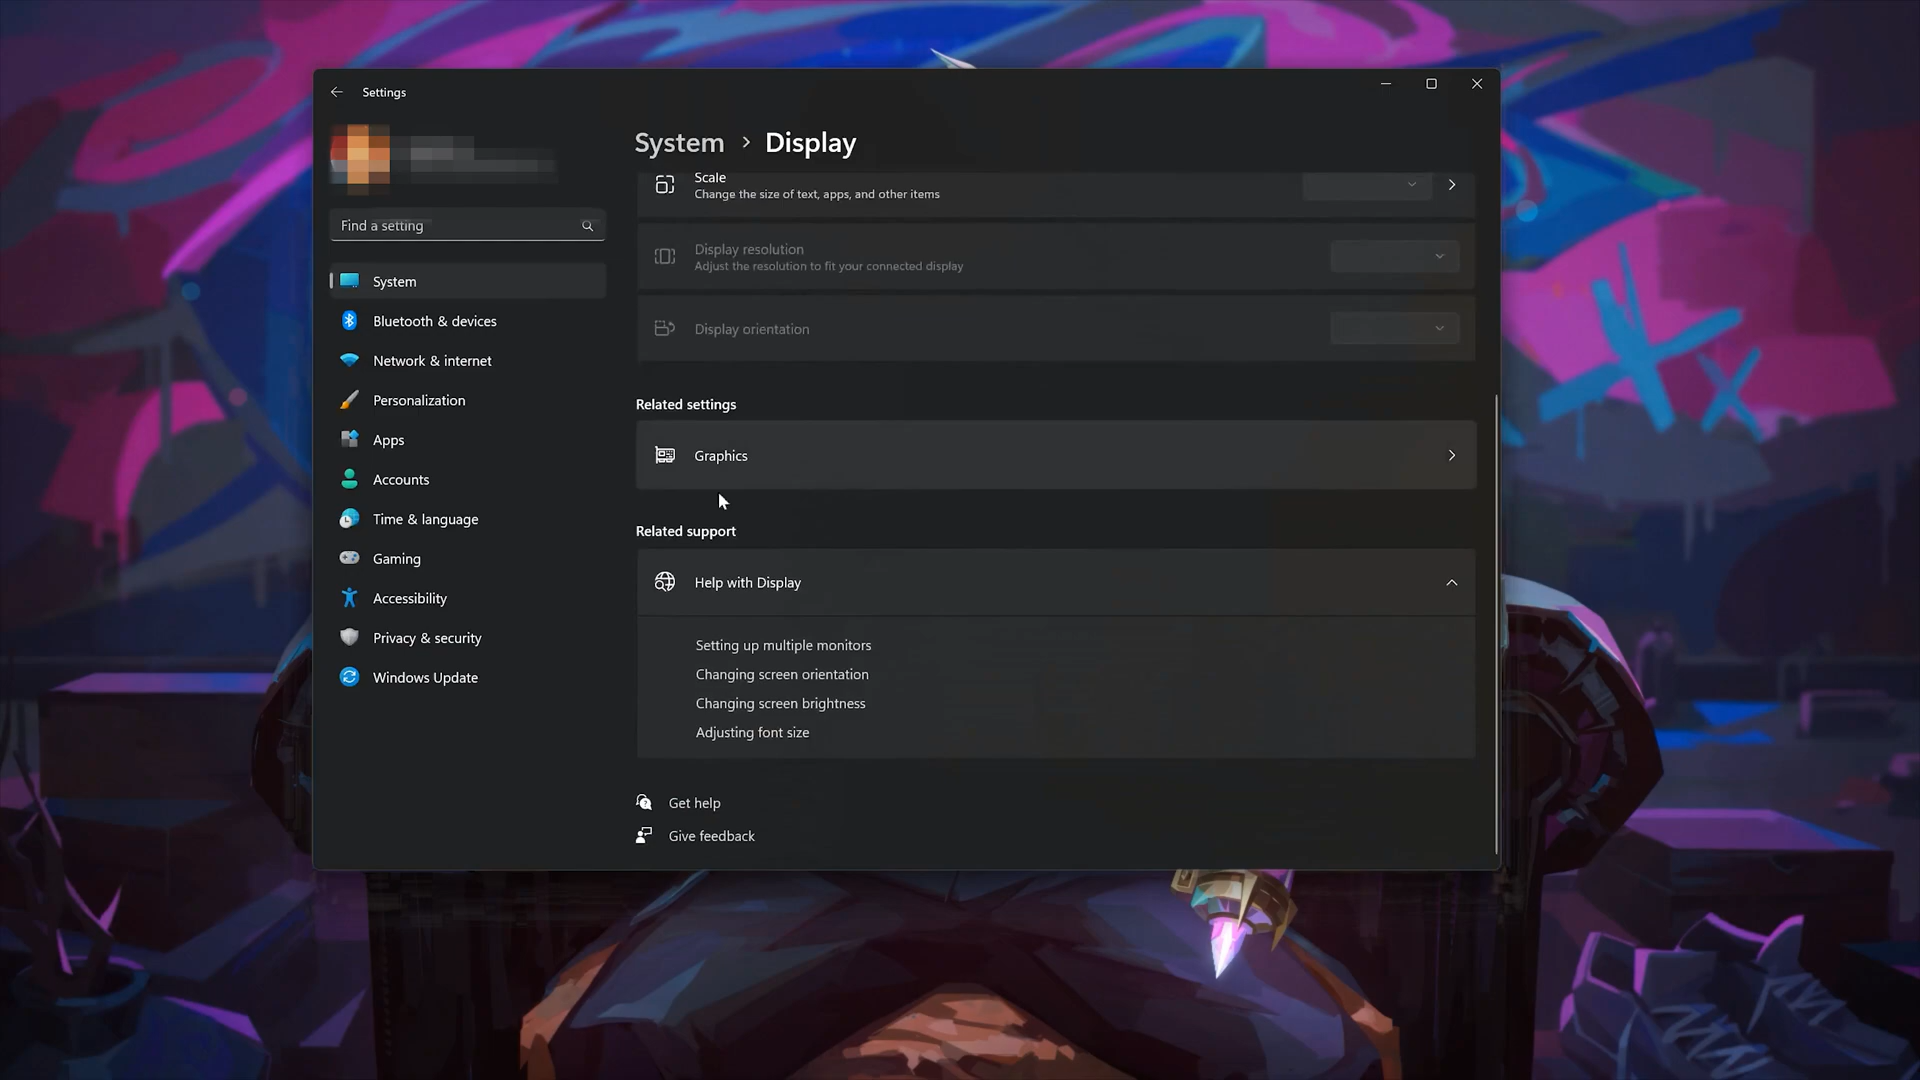 Settings
System > Display
Find a setting
System
Bluetooth & devices
Network & internet
Personalization
Apps
Accounts
Time & language
Gaming
Accessibility
Privacy & security
Windows Update
Scale
Change the size of text, apps, and other items
Display resolution
Adjust the resolution to fit your connected display
Display orientation
Related settings
Graphics
Related support
Help with Display
Setting up multiple monitors
Changing screen orientation
Changing screen brightness
Adjusting font size
Get help
Give feedback